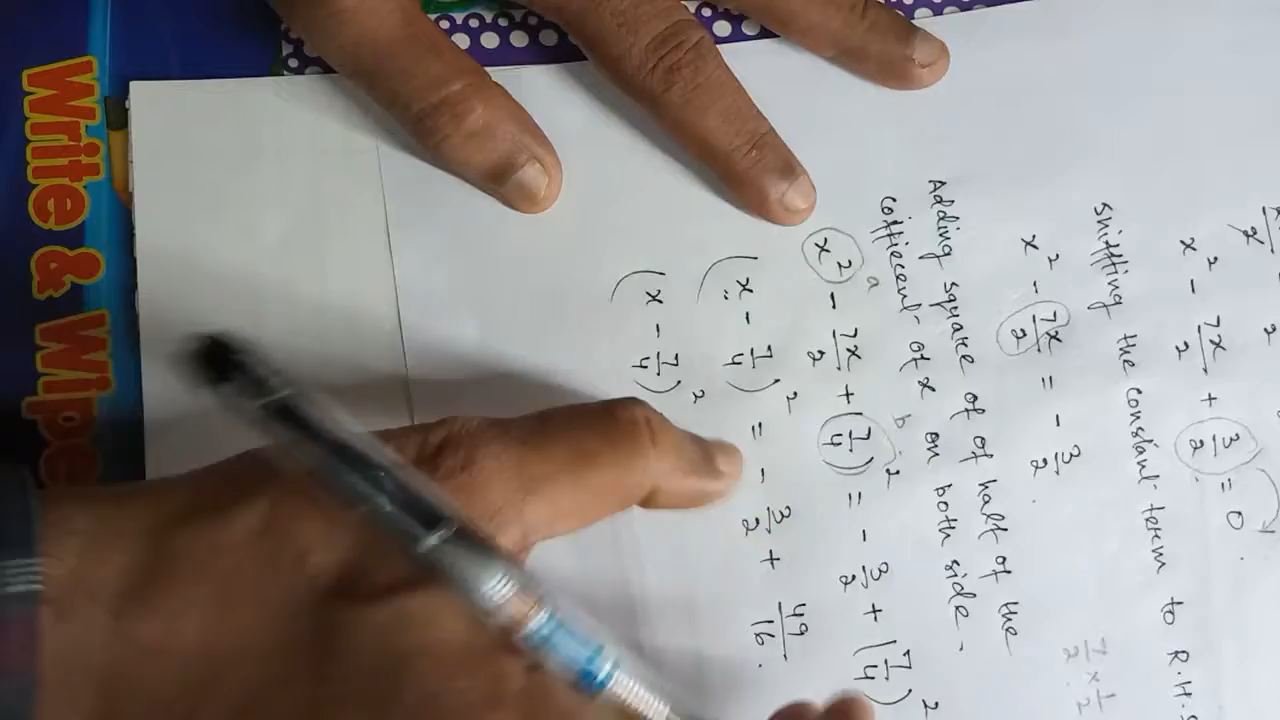 x² - 7x/2 + 3/2 = 0.
shiffting the constant term to R.H.S
x² - 7x/2 = - 3/2.
7/2 × 1/2
Adding square of of half of the
coffiecent of x on both side.
x² - 7x/2 + (7/4)² = - 3/2 + (7/4)²
a b
(x - 7/4)² = - 3/2 + 49/16.
(x - 7/4)²
Write & Wipe